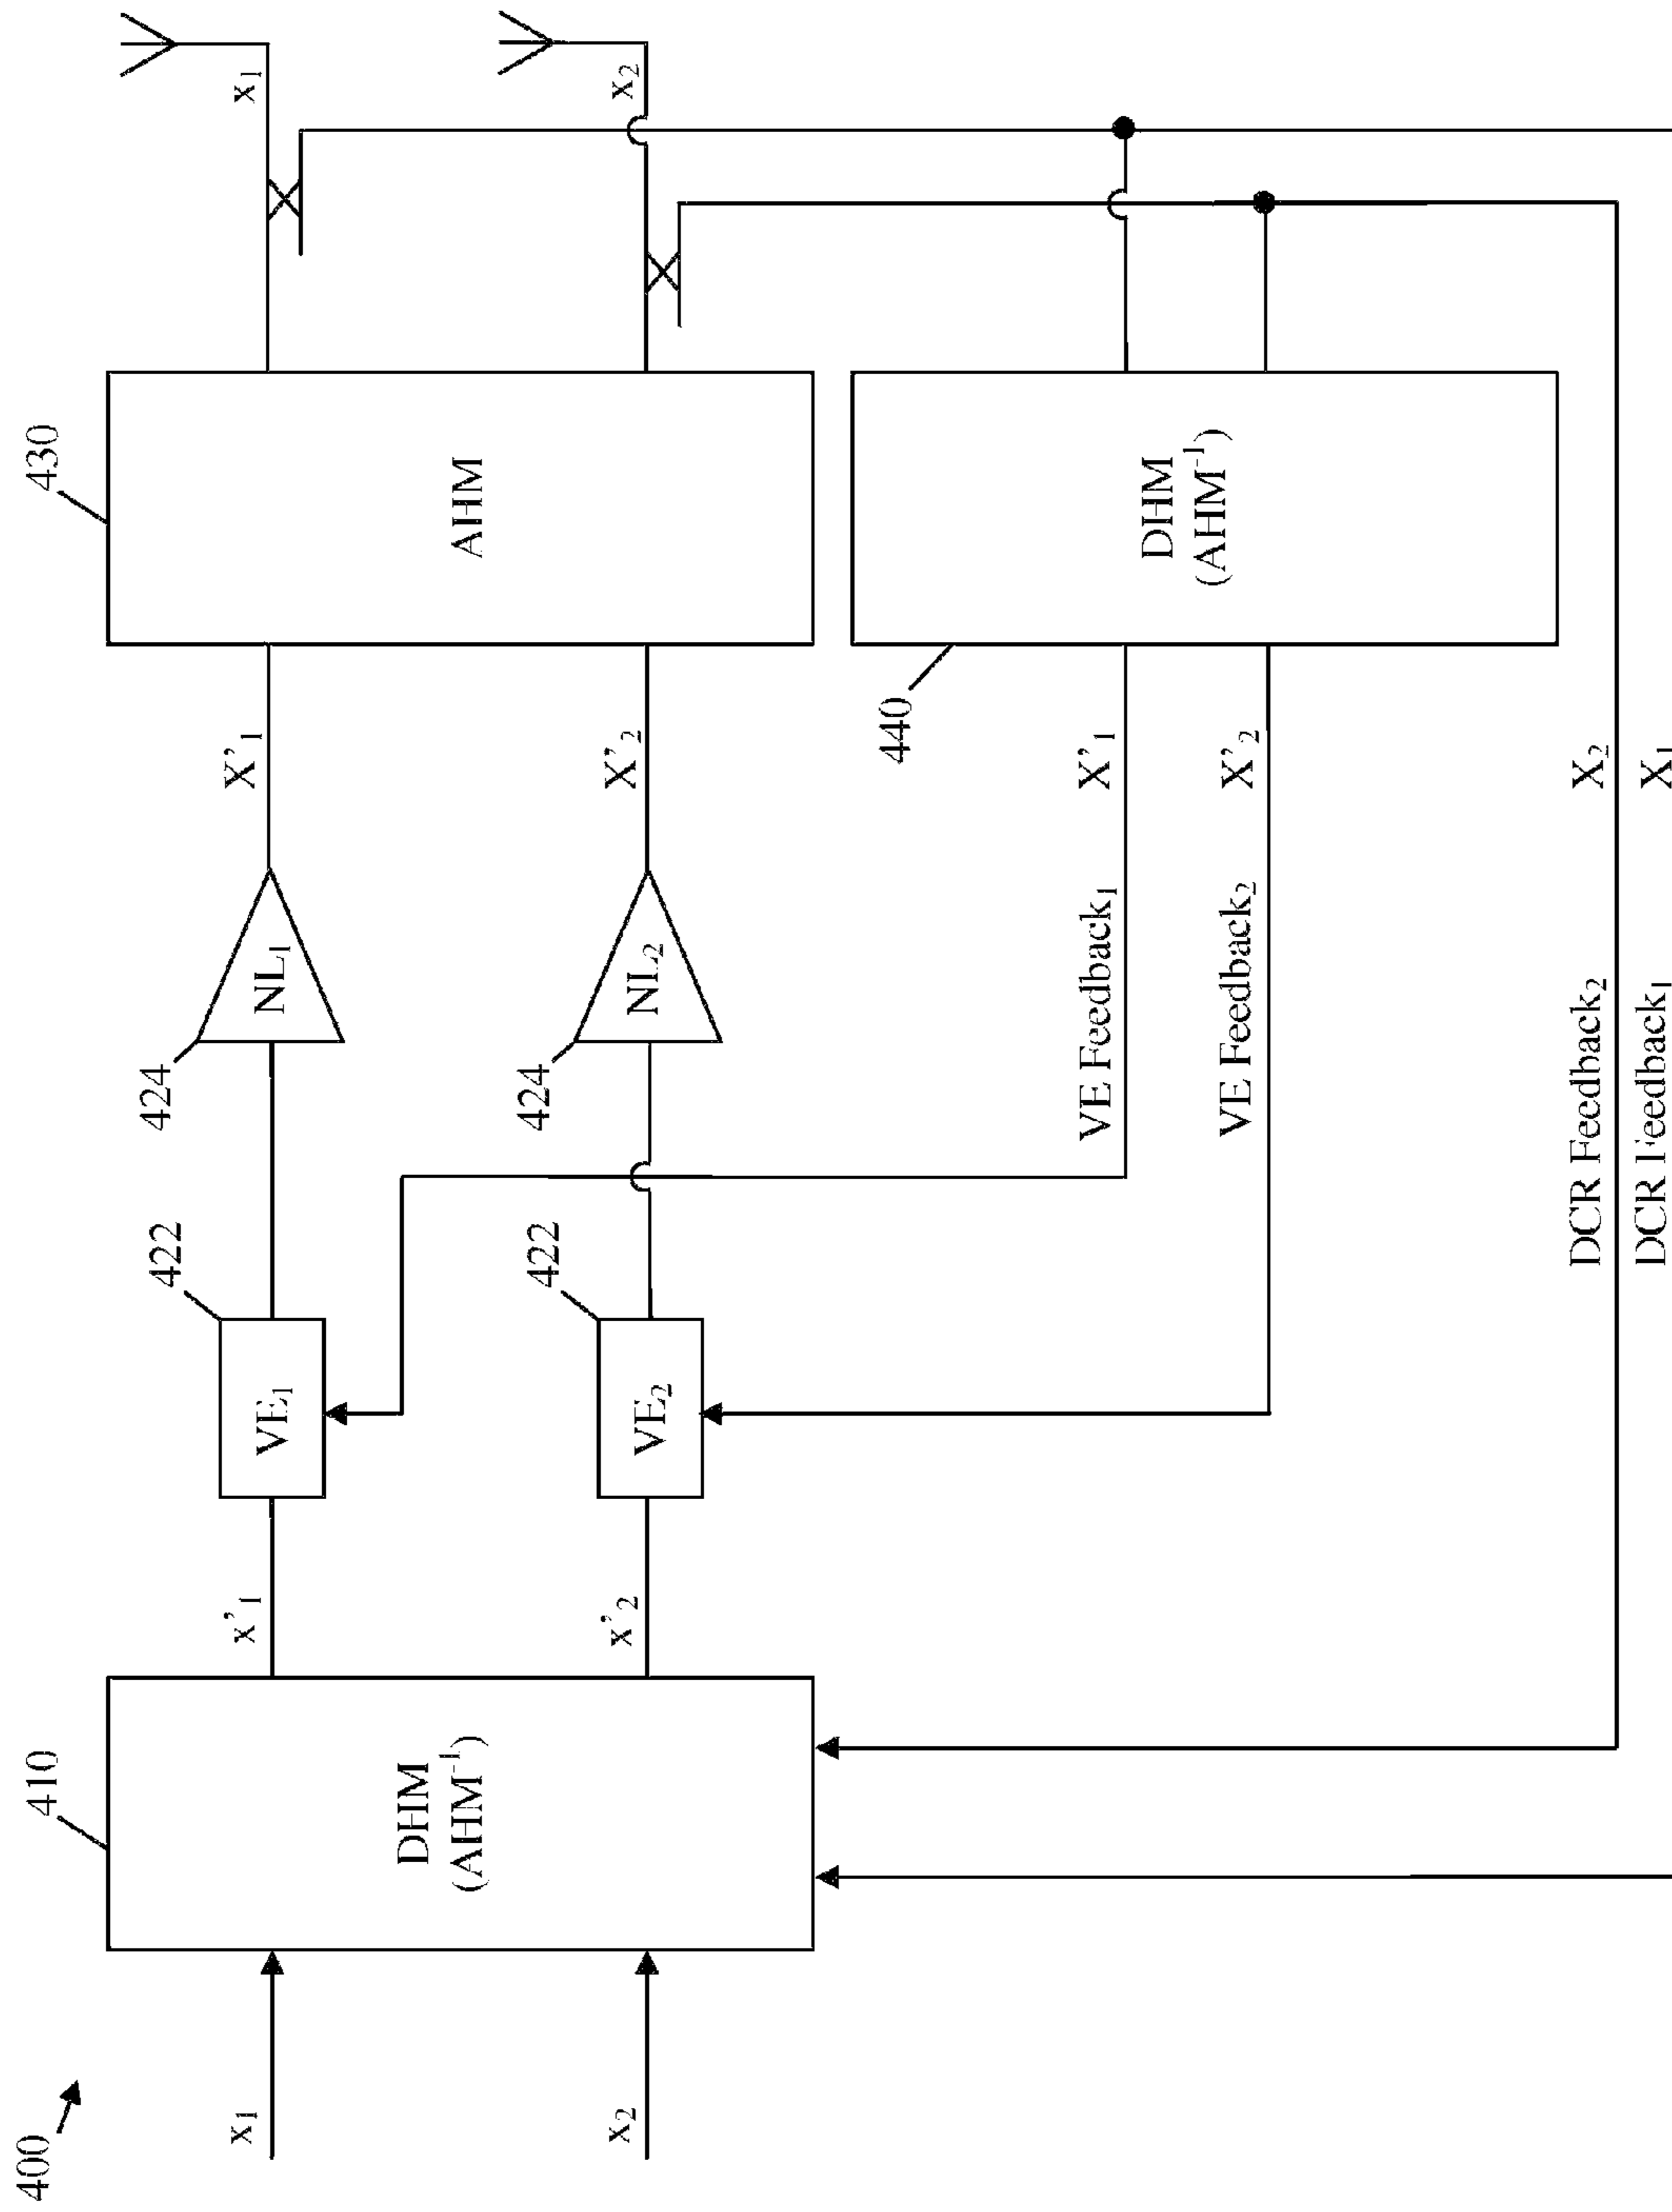 400
410
430
x₁
x₂
DHM
(AHM⁻¹)
x'₁
x'₂
422
VE₁
422
VE₂
424
NL₁
424
NL₂
X'₁
X'₂
AHM
x₁
x₂
440
VE Feedback₁ X'₁
VE Feedback₂ X'₂
DHM
(AHM⁻¹)
DCR Feedback₂ X₂
DCR Feedback₁ X₁